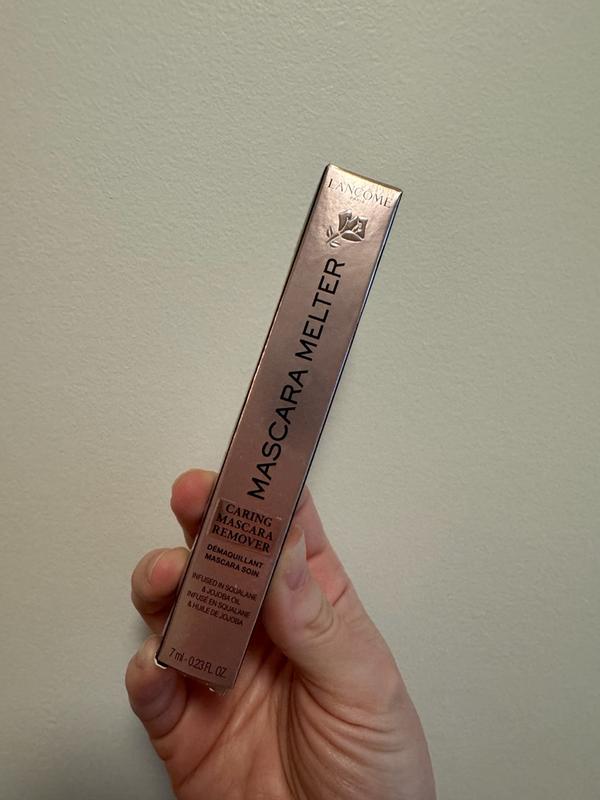 LANCÔME
MASCARA MELTER
CARING
MASCARA
REMOVER
DÉMAQUILLANT
MASCARA SOIN
INFUSED IN SQUALANE
& JOJOBA OIL
INFUSÉ EN SQUALANE
& HUILE DE JOJOBA
7 ml - 0.23 FL. OZ.